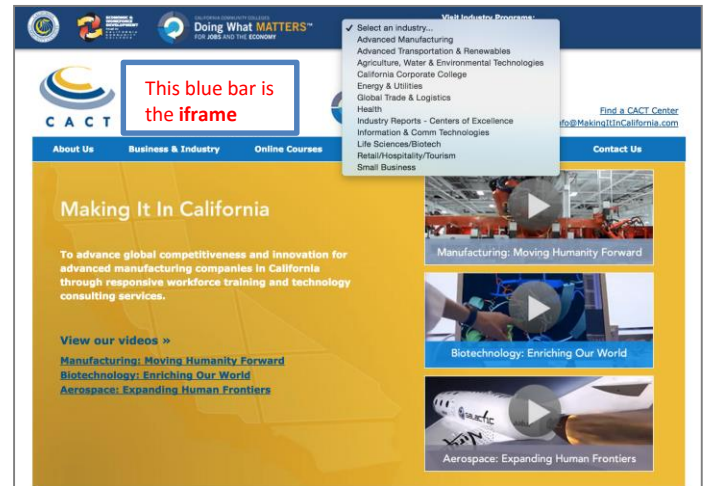 CALIFORNIA COMMUNITY COLLEGES
Doing What MATTERS™
FOR JOBS AND THE ECONOMY
Visit Industry Programs:
✓ Select an industry...
Advanced Manufacturing
Advanced Transportation & Renewables
Agriculture, Water & Environmental Technologies
California Corporate College
Energy & Utilities
Global Trade & Logistics
Health
Industry Reports - Centers of Excellence
Information & Comm Technologies
Life Sciences/Biotech
Retail/Hospitality/Tourism
Small Business
This blue bar is
the iframe
CACT
Find a CACT Center
fo@MakingItInCalifornia.com
About Us
Business & Industry
Online Courses
Contact Us
Making It In California
To advance global competitiveness and innovation for
advanced manufacturing companies in California
through responsive workforce training and technology
consulting services.
View our videos »
Manufacturing: Moving Humanity Forward
Biotechnology: Enriching Our World
Aerospace: Expanding Human Frontiers
Manufacturing: Moving Humanity Forward
Biotechnology: Enriching Our World
GALACTIC
Aerospace: Expanding Human Frontiers